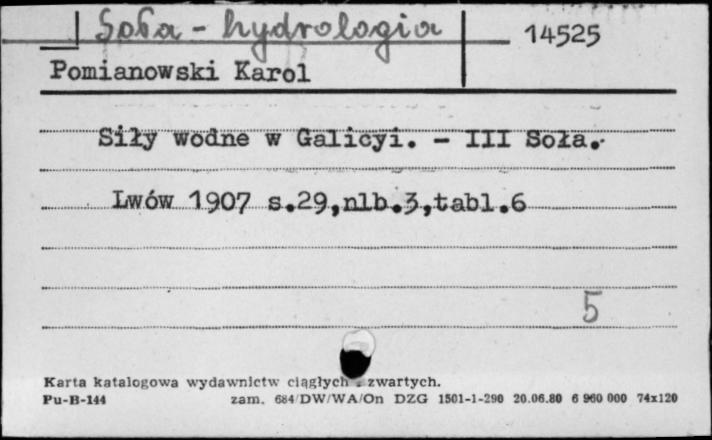 Soła - hydrologia 14525
Pomianowski Karol
Siły wodne w Galicyi. - III Soła.
Lwów 1907 s.29,nlb.3,tabl.6
5
Karta katalogowa wydawnictw ciągłych i zwartych.
Pu-B-144 zam. 684/DW/WA/On DZG 1501-1-290 20.06.80 6 960 000 74x120